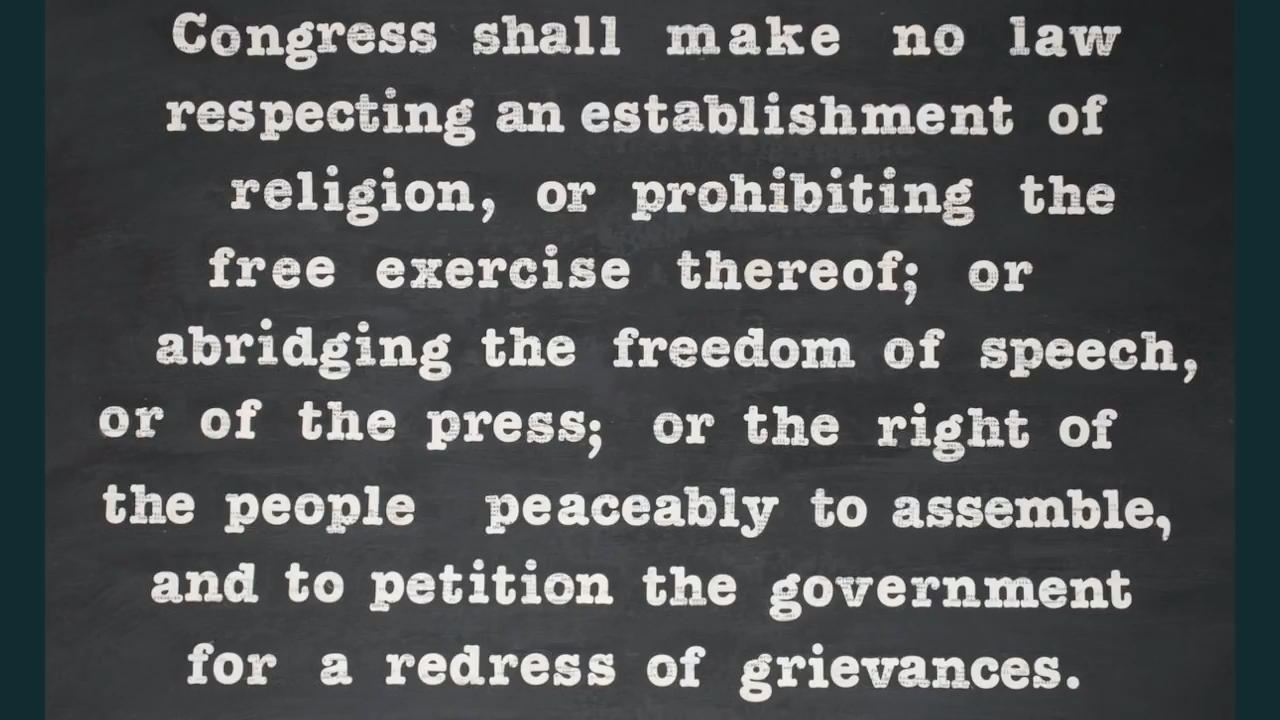 Congress shall make no law
respecting an establishment of
religion, or prohibiting the
free exercise thereof; or
abridging the freedom of speech,
or of the press; or the right of
the people peaceably to assemble,
and to petition the government
for a redress of grievances.